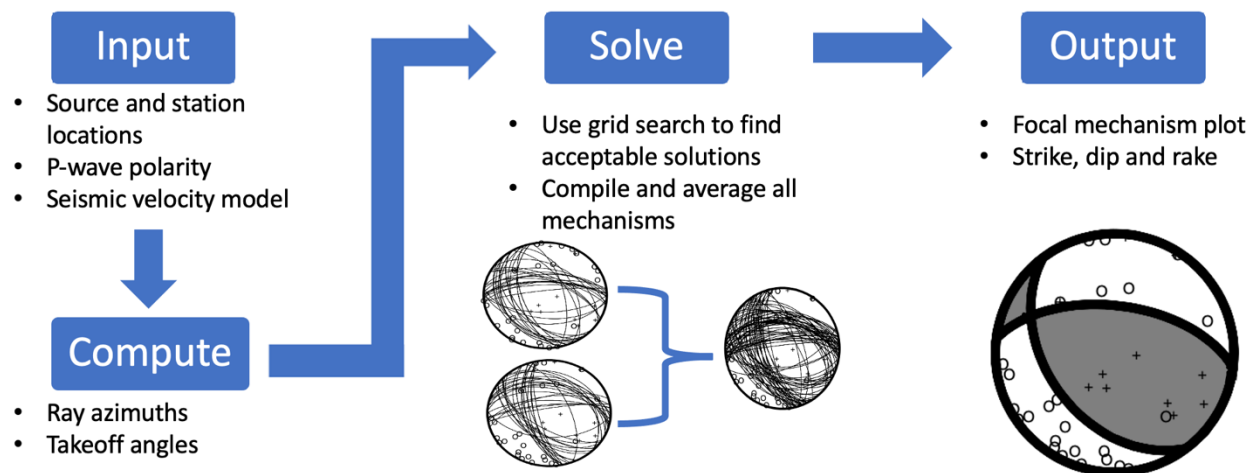 Input
• Source and station
locations
• P-wave polarity
• Seismic velocity model
Compute
• Ray azimuths
• Takeoff angles
Solve
• Use grid search to find
acceptable solutions
• Compile and average all
mechanisms
Output
• Focal mechanism plot
• Strike, dip and rake